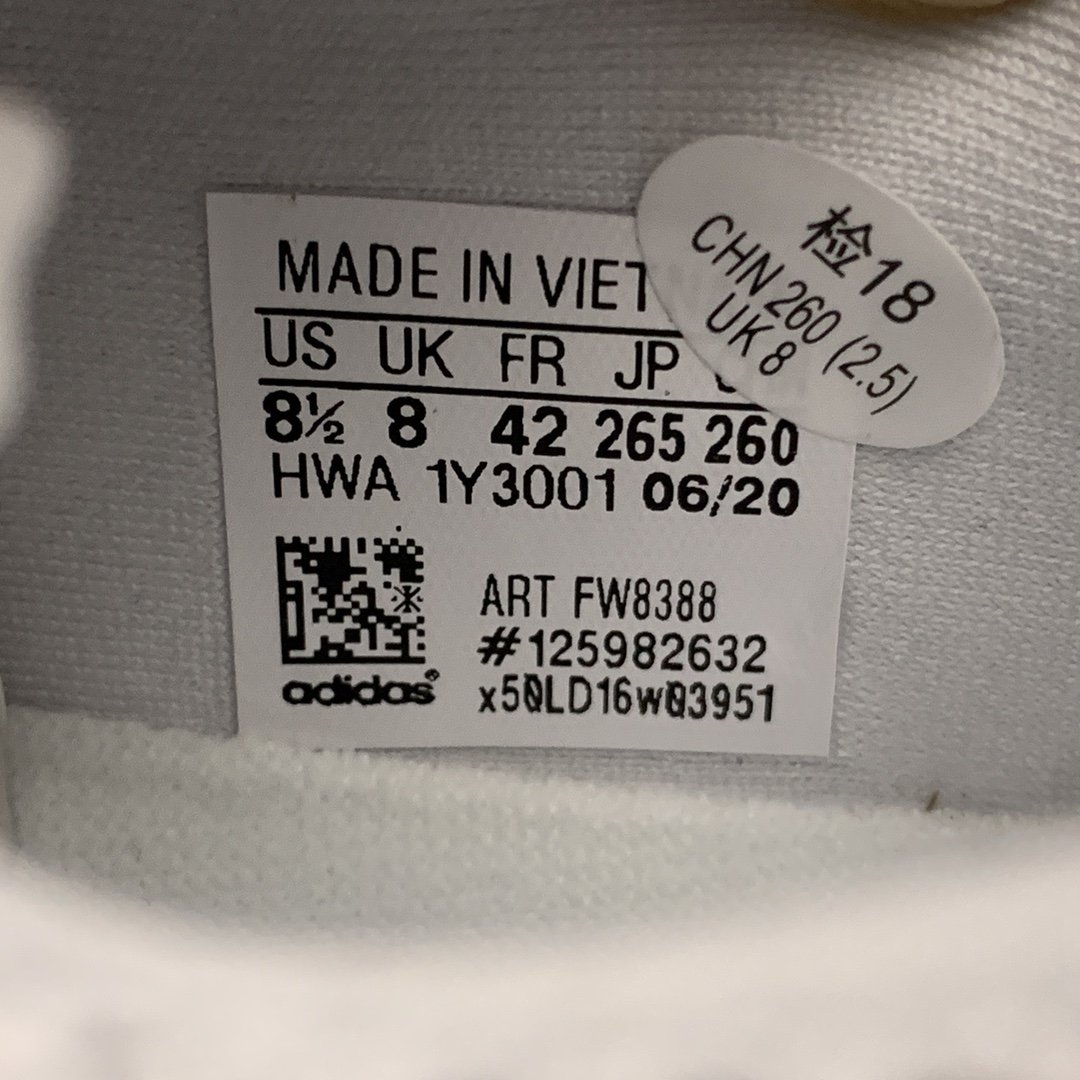 MADE IN VIET
US UK FR JP
8½ 8 42 265 260
HWA 1Y3001 06/20
ART FW8388
#125982632
x50LD16w03951
adidas®
检18
CHN 260 (2.5)
UK 8